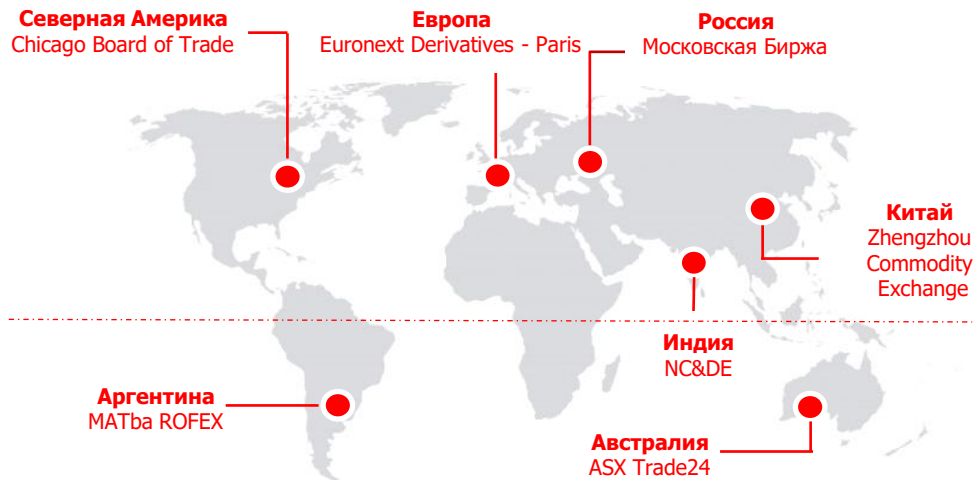 Северная Америка
Chicago Board of Trade
Европа
Euronext Derivatives - Paris
Россия
Московская Биржа
Китай
Zhengzhou
Commodity
Exchange
Индия
NC&DE
Аргентина
MATba ROFEX
Австралия
ASX Trade24